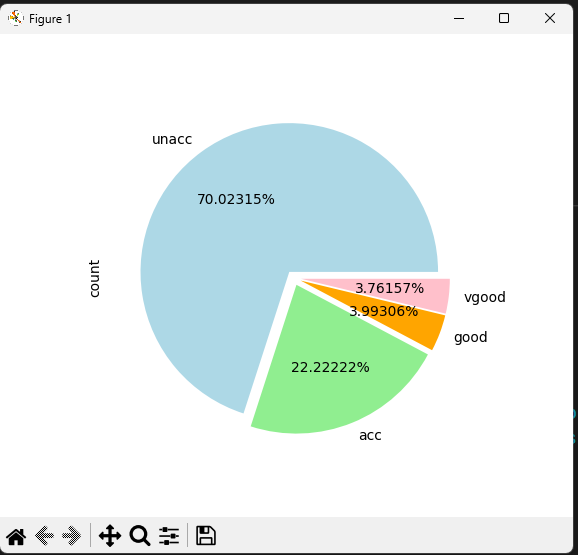 Figure 1
unacc
70.02315%
count
3.76157%
vgood
3.99306%
good
22.22222%
acc